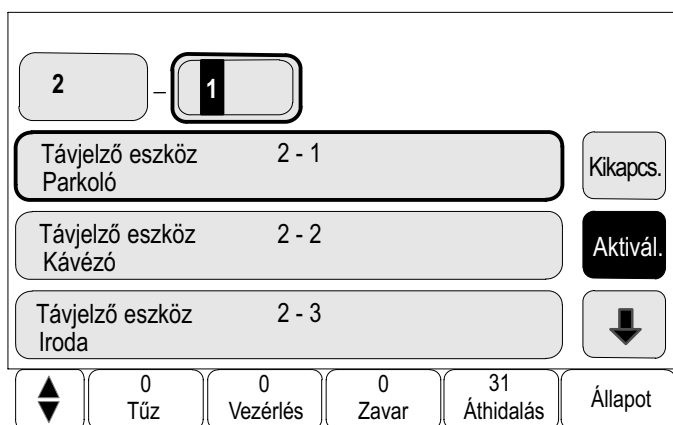 2 – 1
Távjelző eszköz 2 - 1
Parkoló
Kikapcs.
Távjelző eszköz 2 - 2
Kávézó
Aktivál.
Távjelző eszköz 2 - 3
Iroda
0 0 0 31
Tűz Vezérlés Zavar Áthidalás Állapot